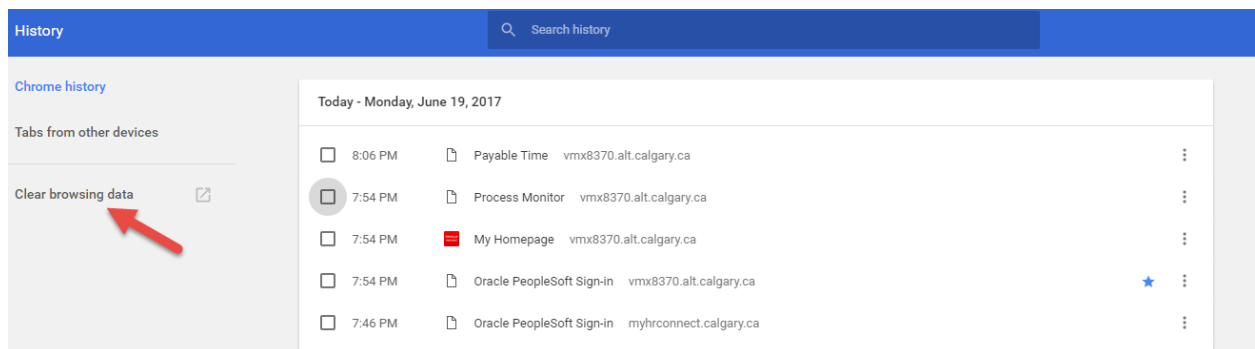 History
Search history
Chrome history
Tabs from other devices
Clear browsing data
Today - Monday, June 19, 2017
8:06 PM Payable Time vmx8370.alt.calgary.ca
7:54 PM Process Monitor vmx8370.alt.calgary.ca
7:54 PM My Homepage vmx8370.alt.calgary.ca
7:54 PM Oracle PeopleSoft Sign-in vmx8370.alt.calgary.ca
7:46 PM Oracle PeopleSoft Sign-in myhrconnect.calgary.ca